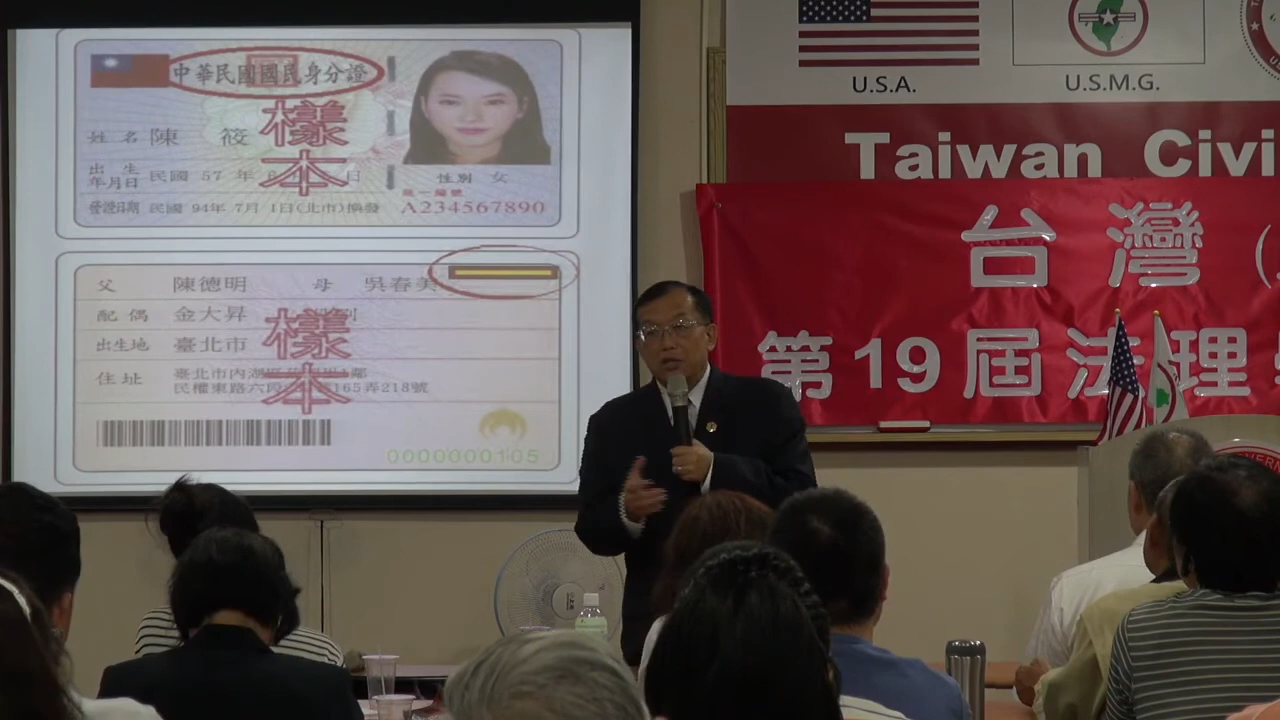 中華民國國民身分證
樣本
姓名 陳 筱
出生年月日 民國 57 年 日
性別 女
統一編號
發證日期 民國 94年 7月 1日(北市)換發
A234567890
父 陳德明 母 吳春美
配偶 金大昇
樣本
出生地 臺北市
住址 臺北市內湖區
民權東路六段 165弄218號
0000000105
U.S.A.
U.S.M.G.
Taiwan Civi
台灣(
第19屆法理